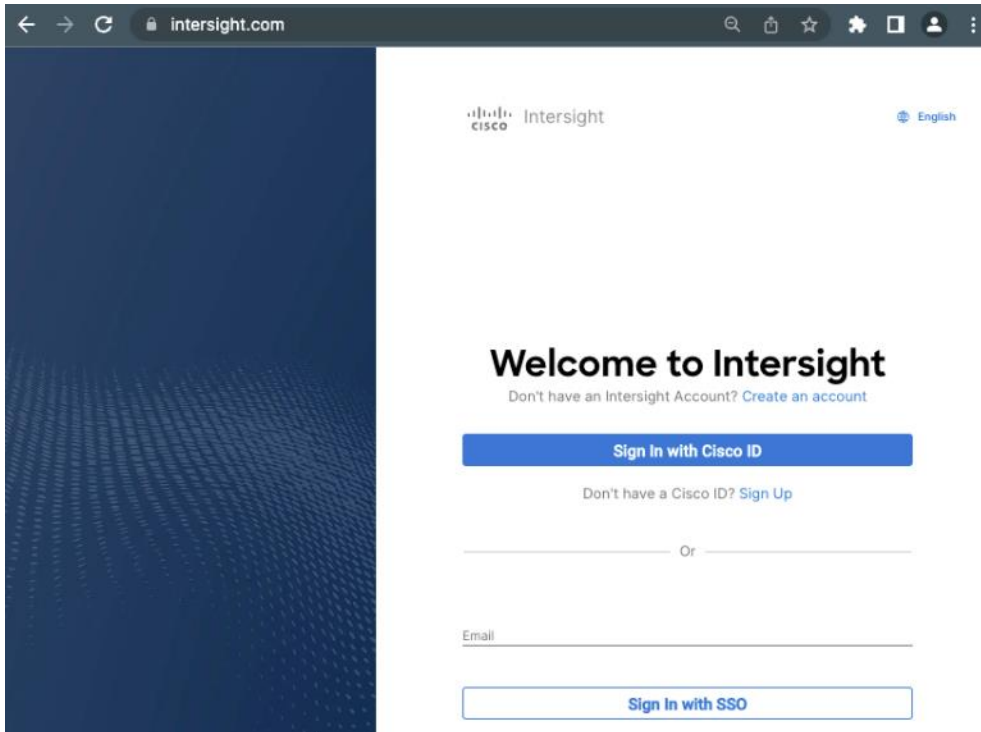 intersight.com
cisco Intersight
English
Welcome to Intersight
Don't have an Intersight Account? Create an account
Sign In with Cisco ID
Don't have a Cisco ID? Sign Up
Or
Email
Sign In with SSO